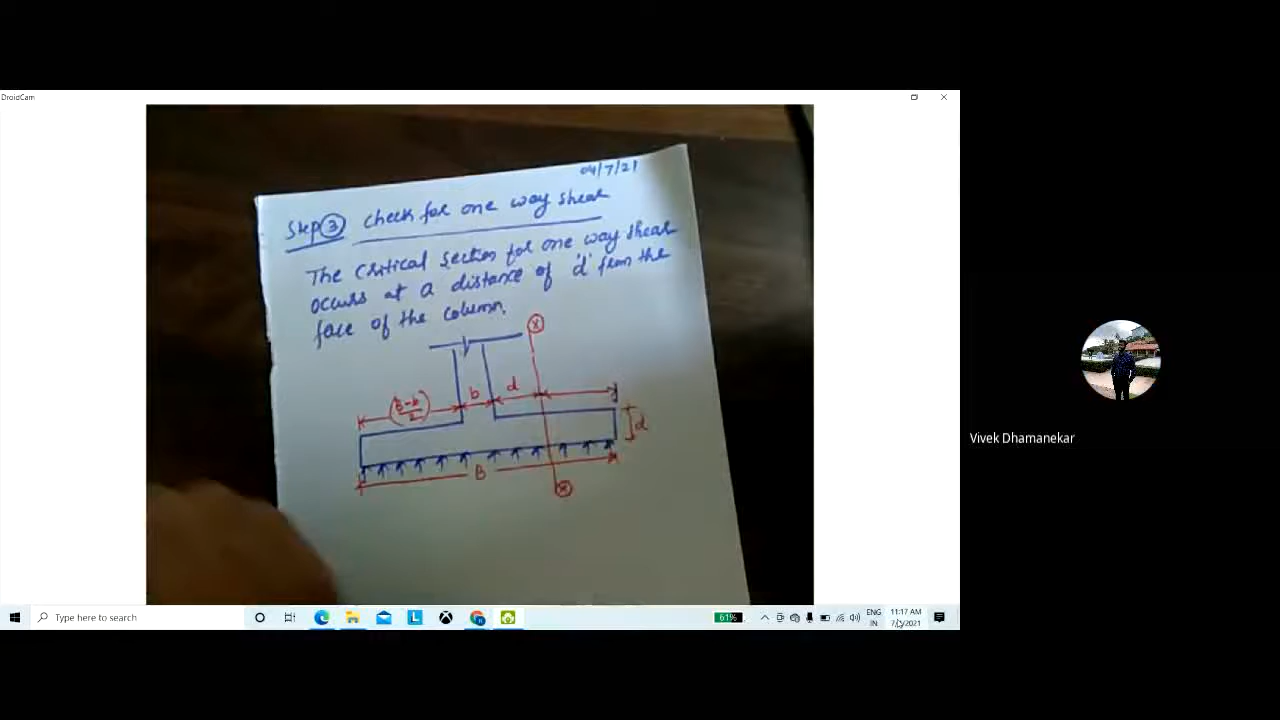 DroidCam
04/7/21
Step ③ Check for one way shear
The critical section for one way shear
occurs at a distance of 'd' from the
face of the column.
X
(B-b/2) b d
d
B
X
Vivek Dhamanekar
Type here to search
L
61%
ENG
IN
11:17 AM